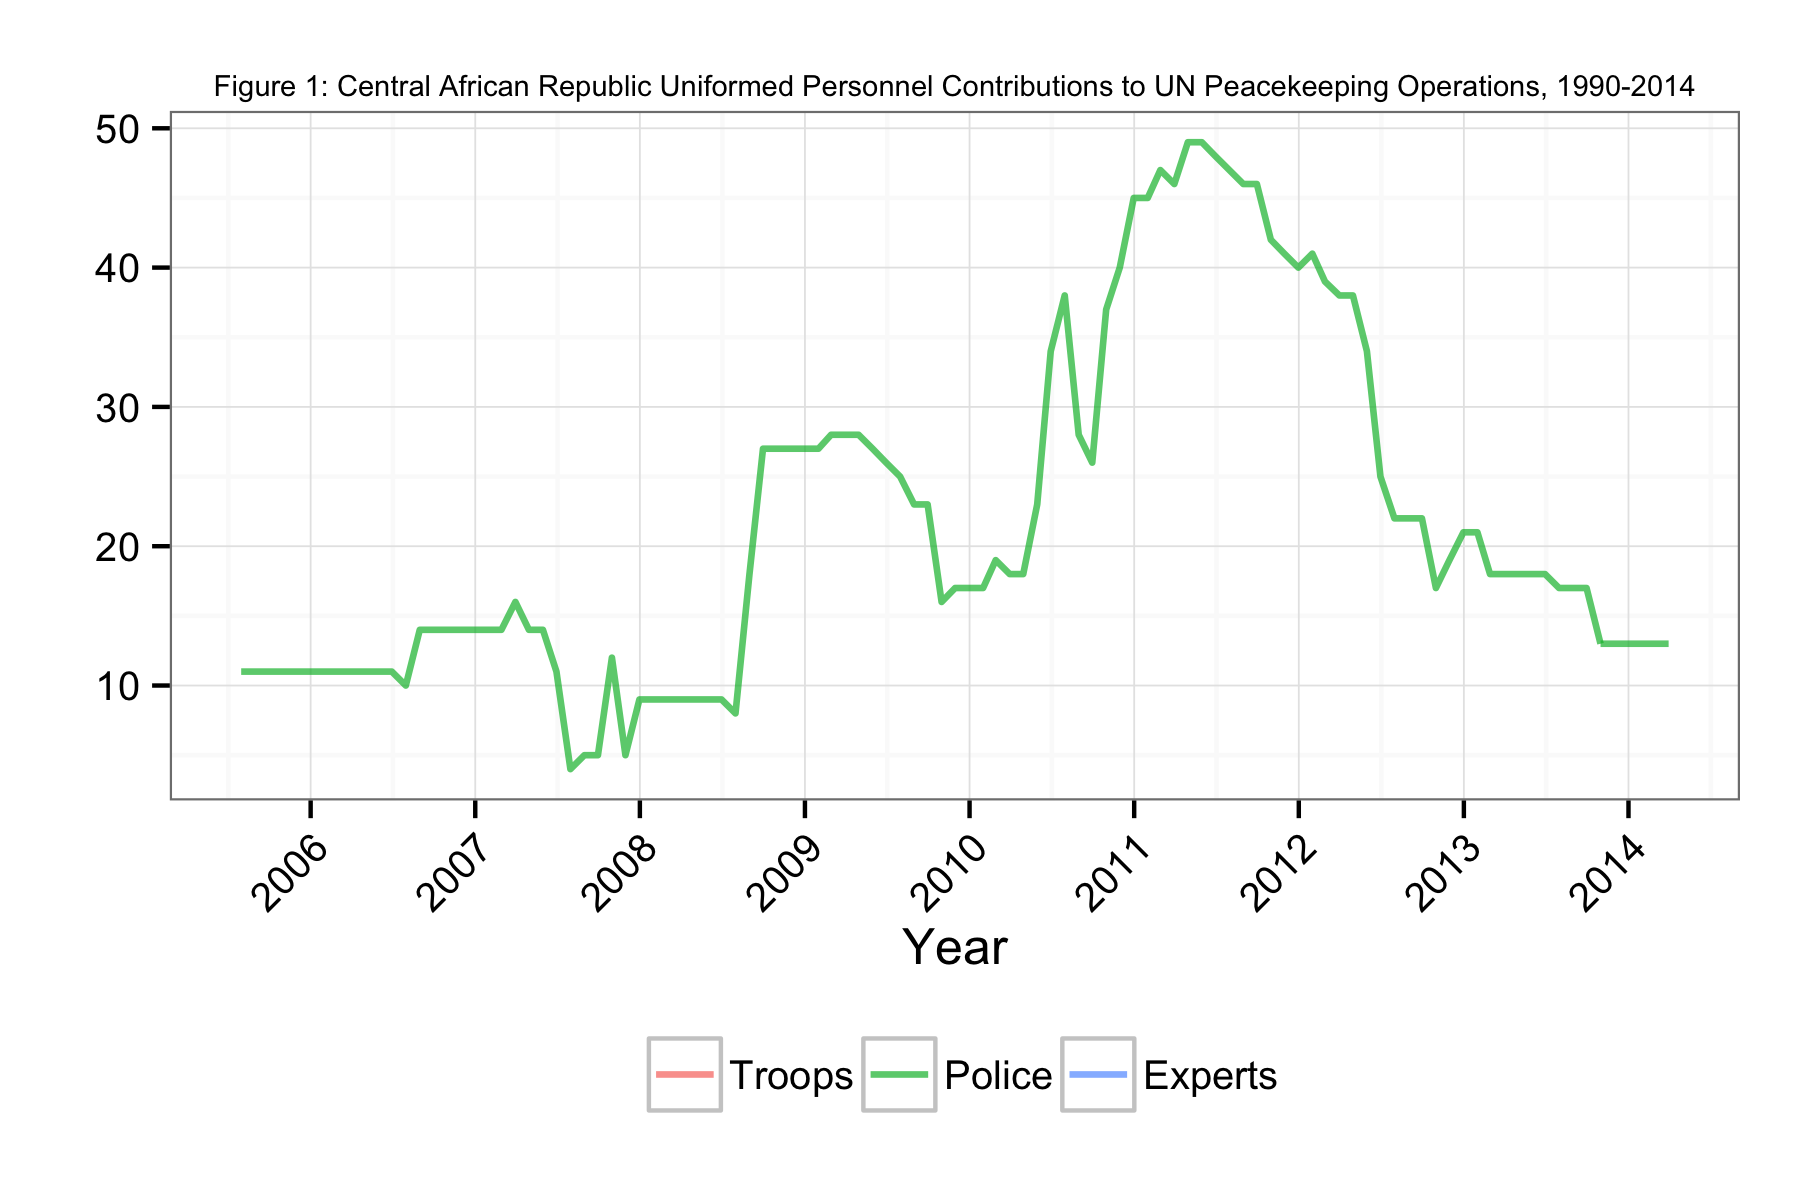 Figure 1: Central African Republic Uniformed Personnel Contributions to UN Peacekeeping Operations, 1990-2014
50
40
30
20
10
2006 2007 2008 2009 2010 2011 2012 2013 2014
Year
Troops Police Experts